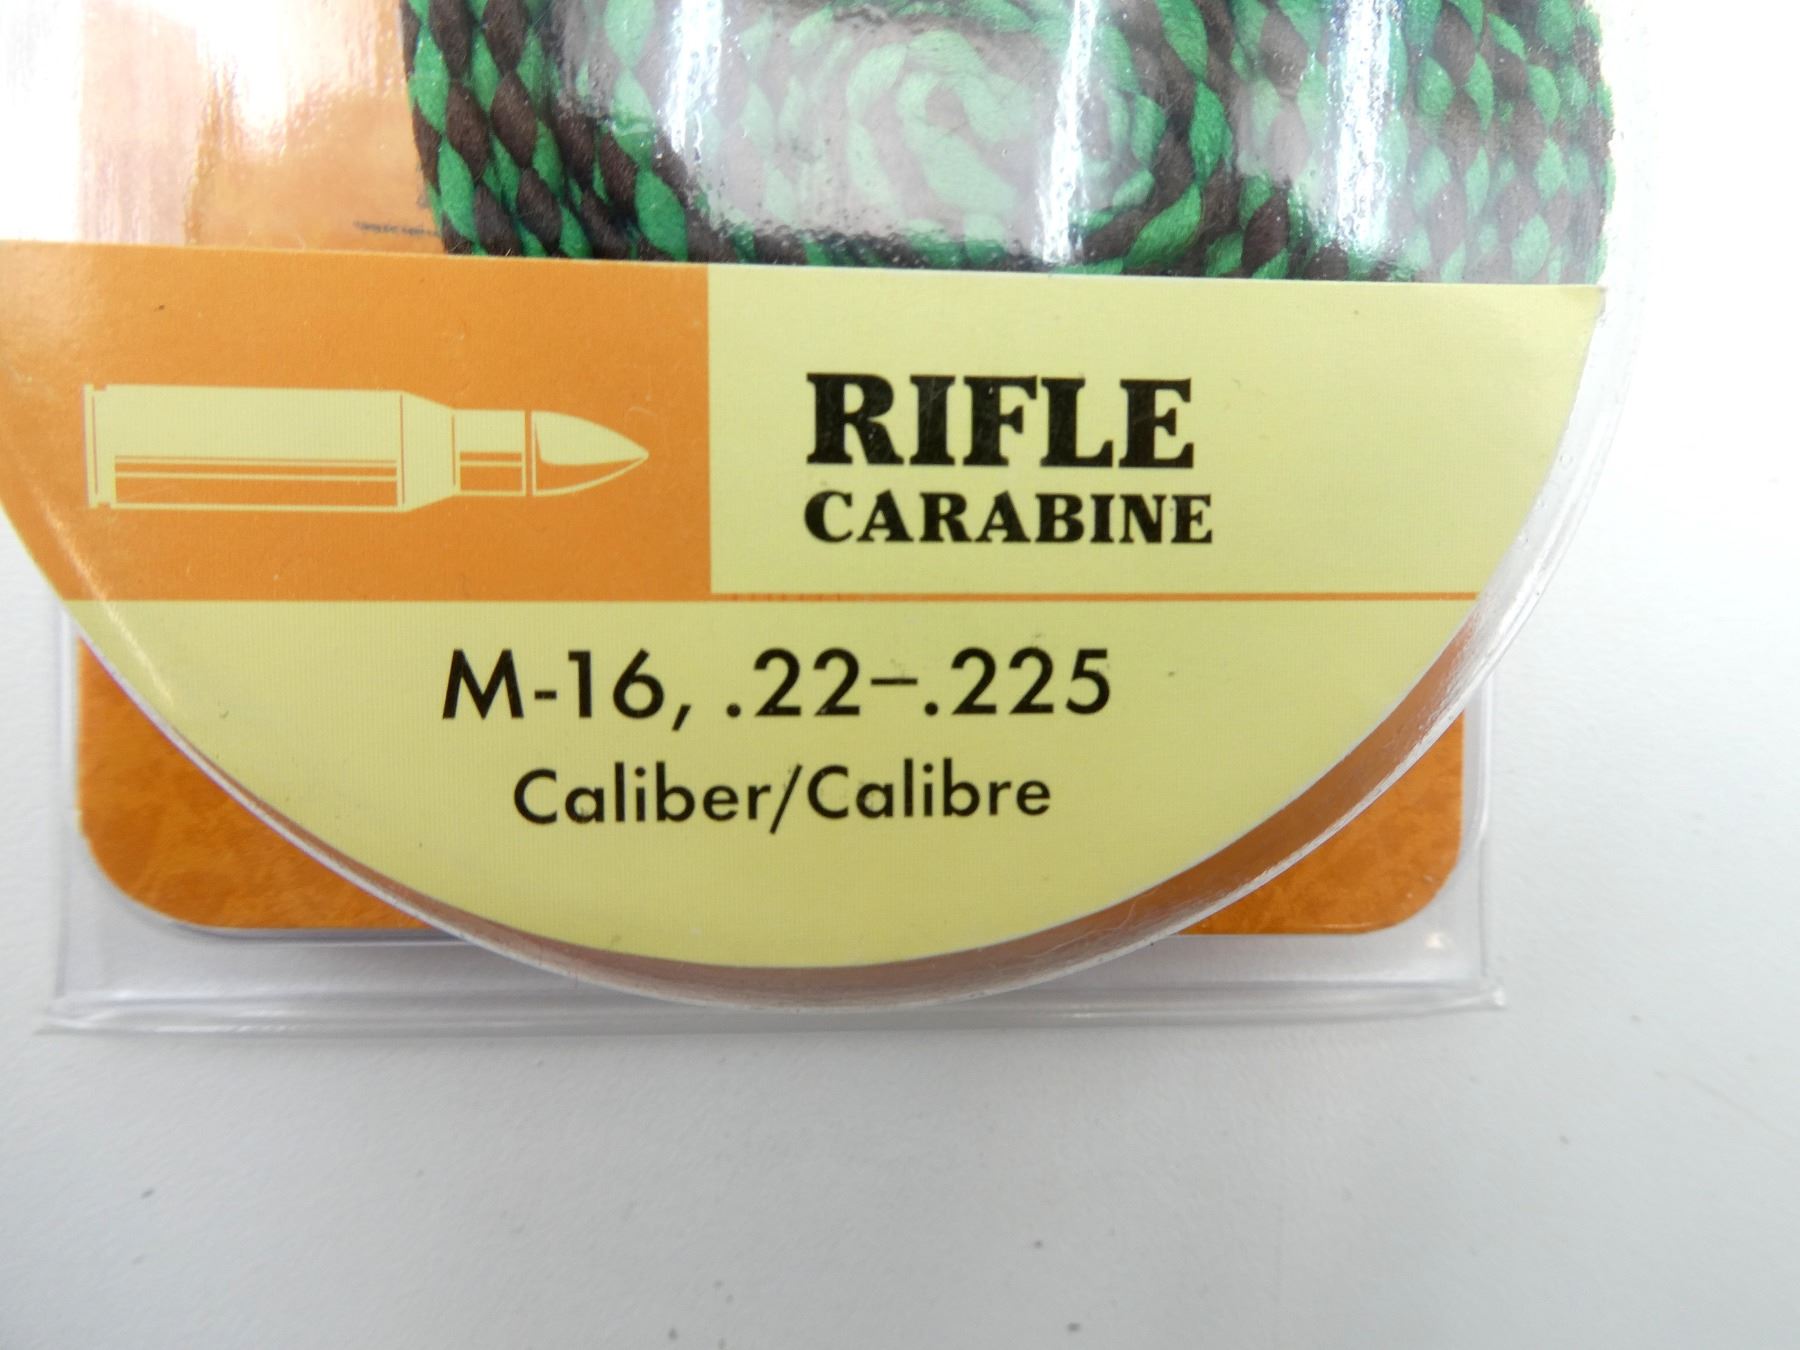 RIFLE
CARABINE
M-16, .22–.225
Caliber/Calibre